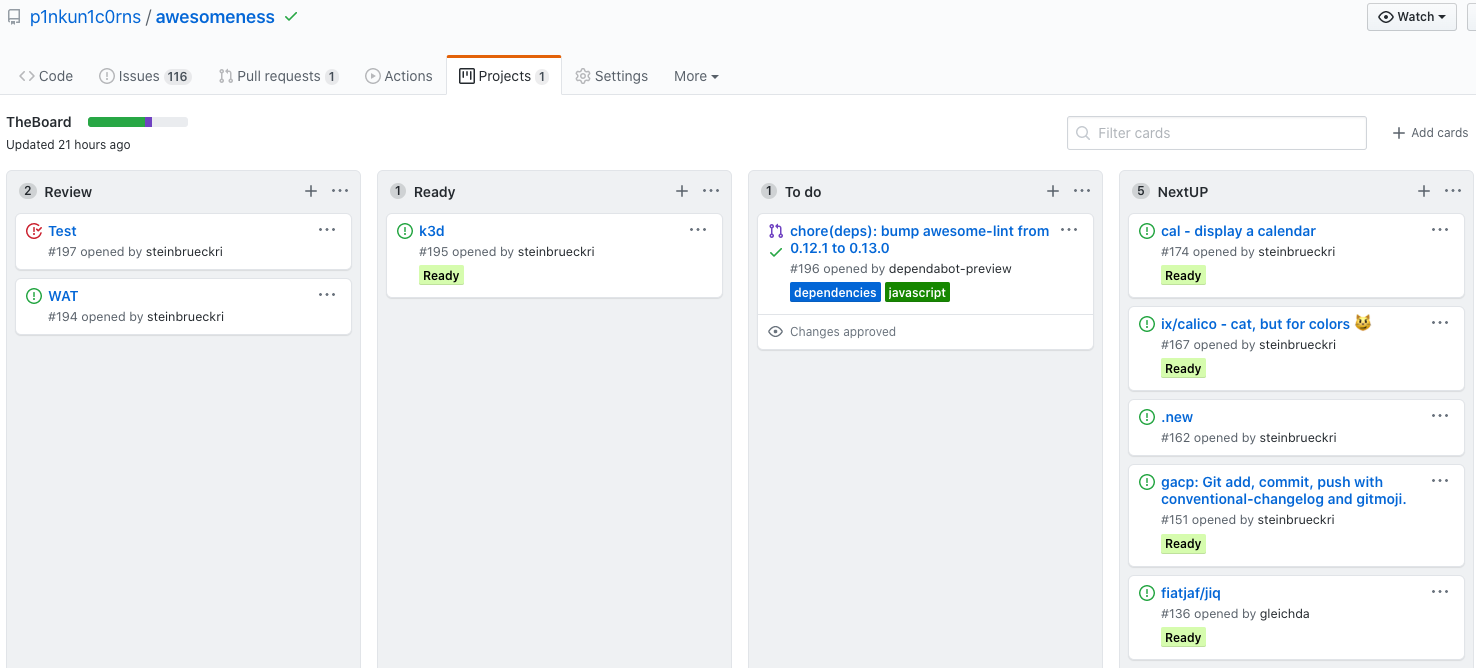 p1nkun1c0rns / awesomeness
Watch
Code
Issues 116
Pull requests 1
Actions
Projects 1
Settings
More
TheBoard
Updated 21 hours ago
Filter cards
Add cards
2 Review
Test
#197 opened by steinbrueckri
WAT
#194 opened by steinbrueckri
1 Ready
k3d
#195 opened by steinbrueckri
Ready
1 To do
chore(deps): bump awesome-lint from
0.12.1 to 0.13.0
#196 opened by dependabot-preview
dependencies javascript
Changes approved
5 NextUP
cal - display a calendar
#174 opened by steinbrueckri
Ready
ix/calico - cat, but for colors 😼
#167 opened by steinbrueckri
Ready
.new
#162 opened by steinbrueckri
gacp: Git add, commit, push with
conventional-changelog and gitmoji.
#151 opened by steinbrueckri
Ready
fiatjaf/jiq
#136 opened by gleichda
Ready